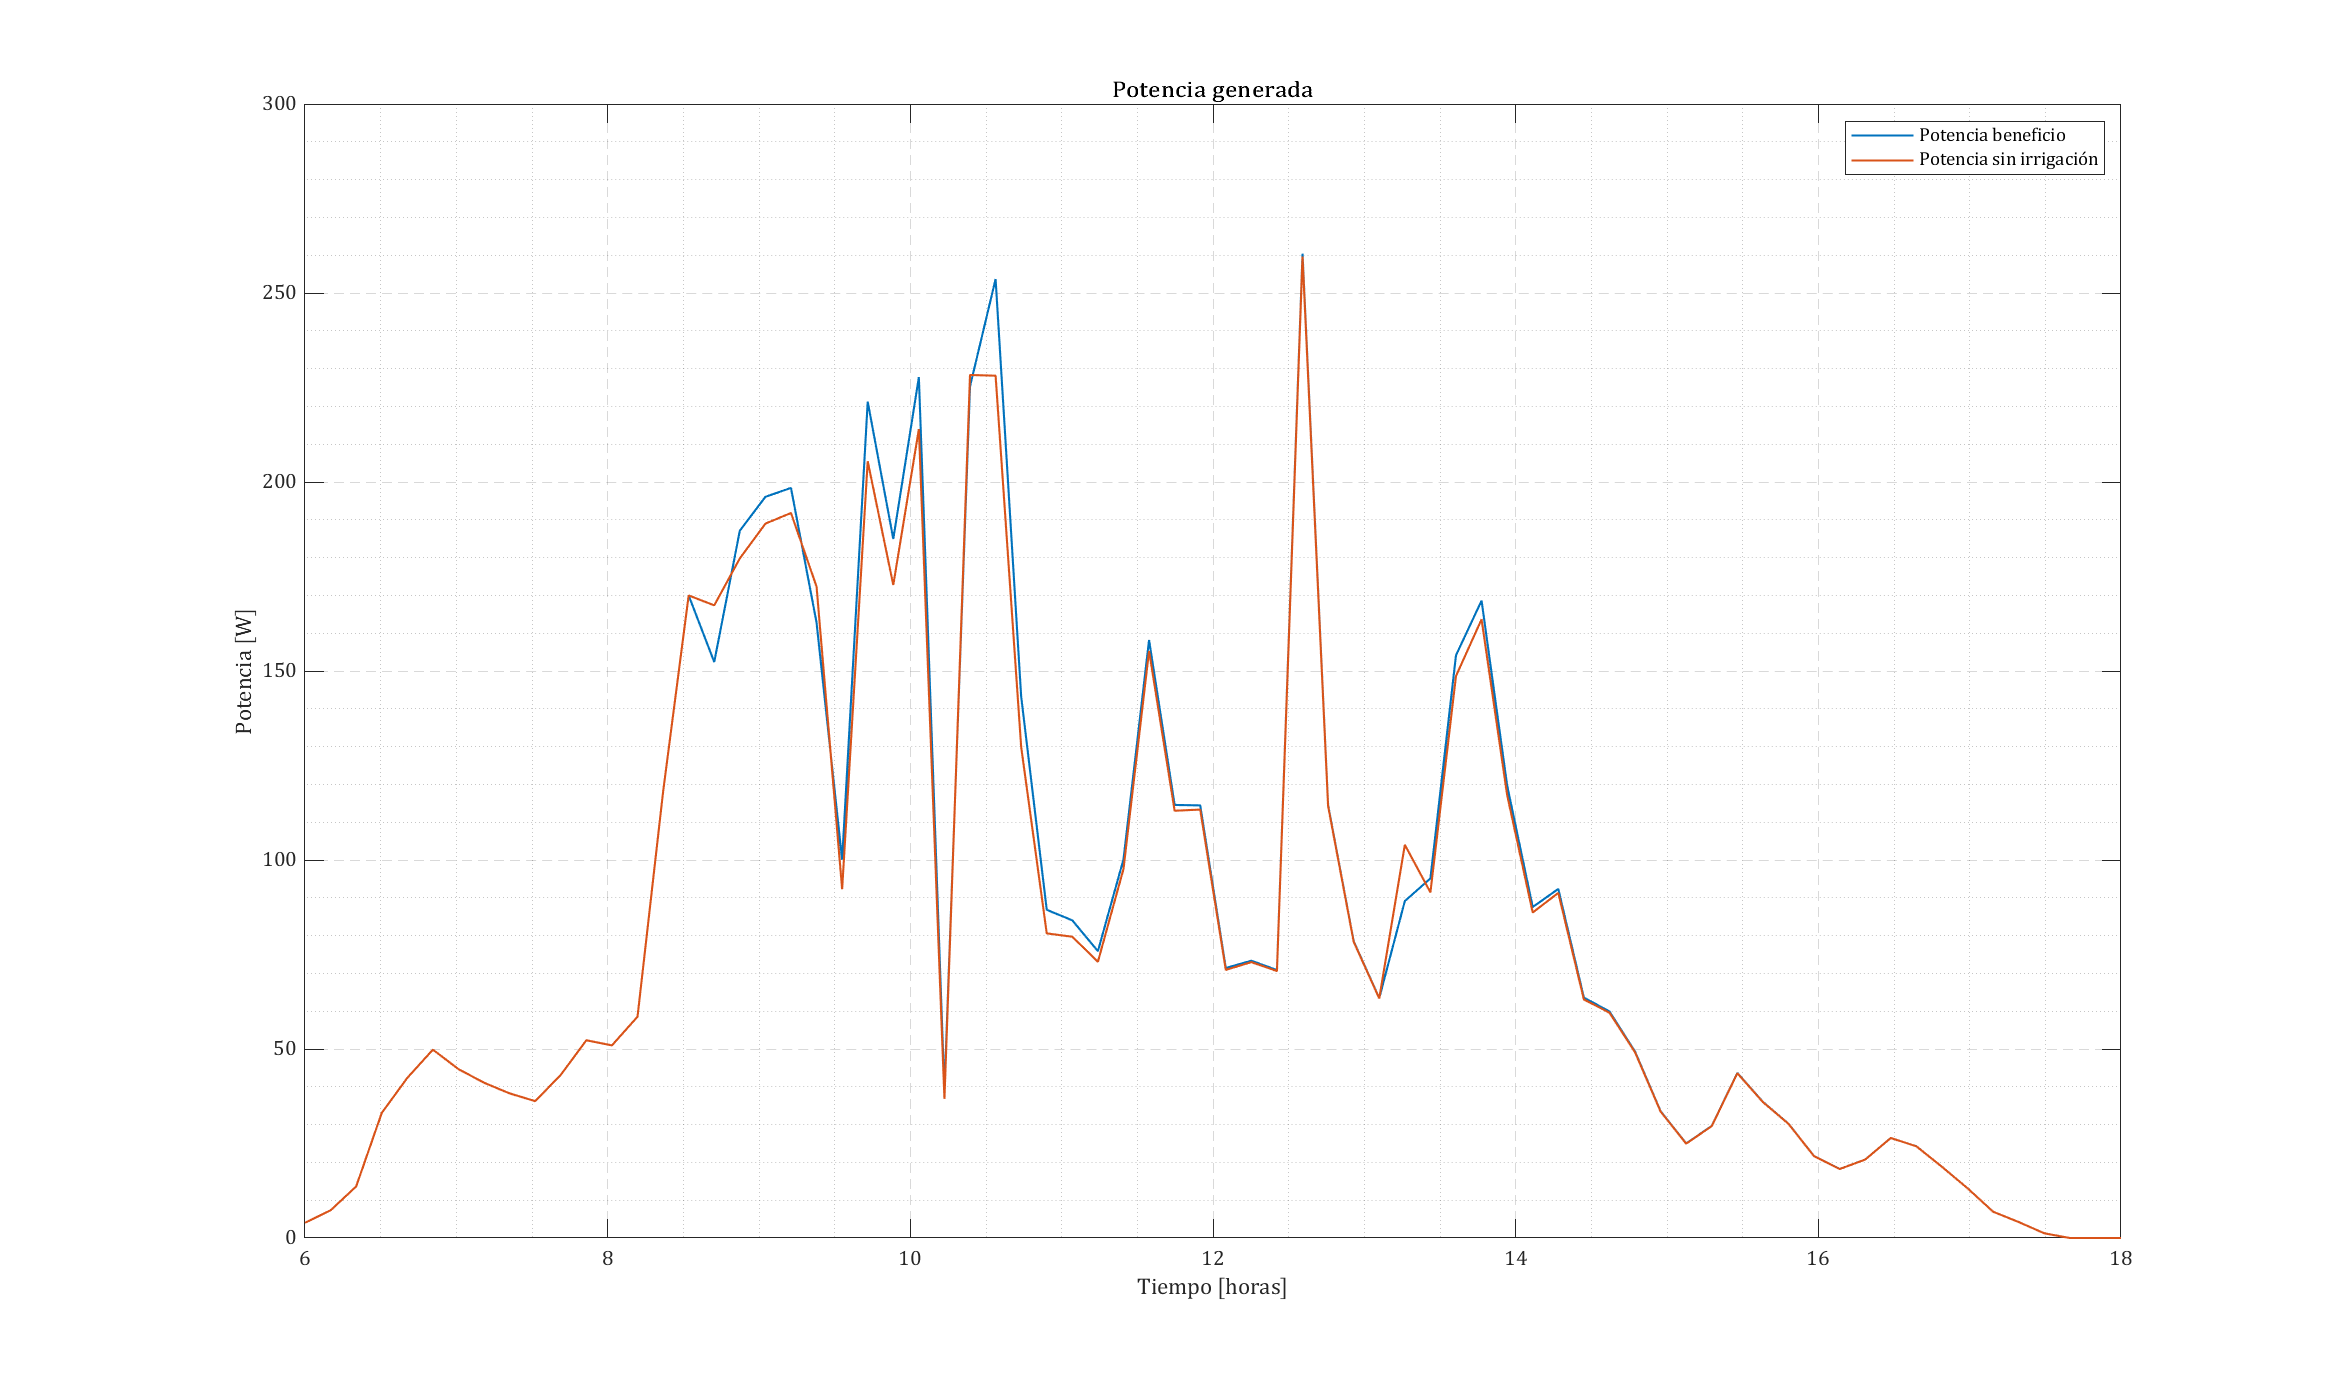 Potencia generada
300
250
200
150
100
50
0
Potencia [W]
Potencia beneficio
Potencia sin irrigación
6 8 10 12 14 16 18
Tiempo [horas]